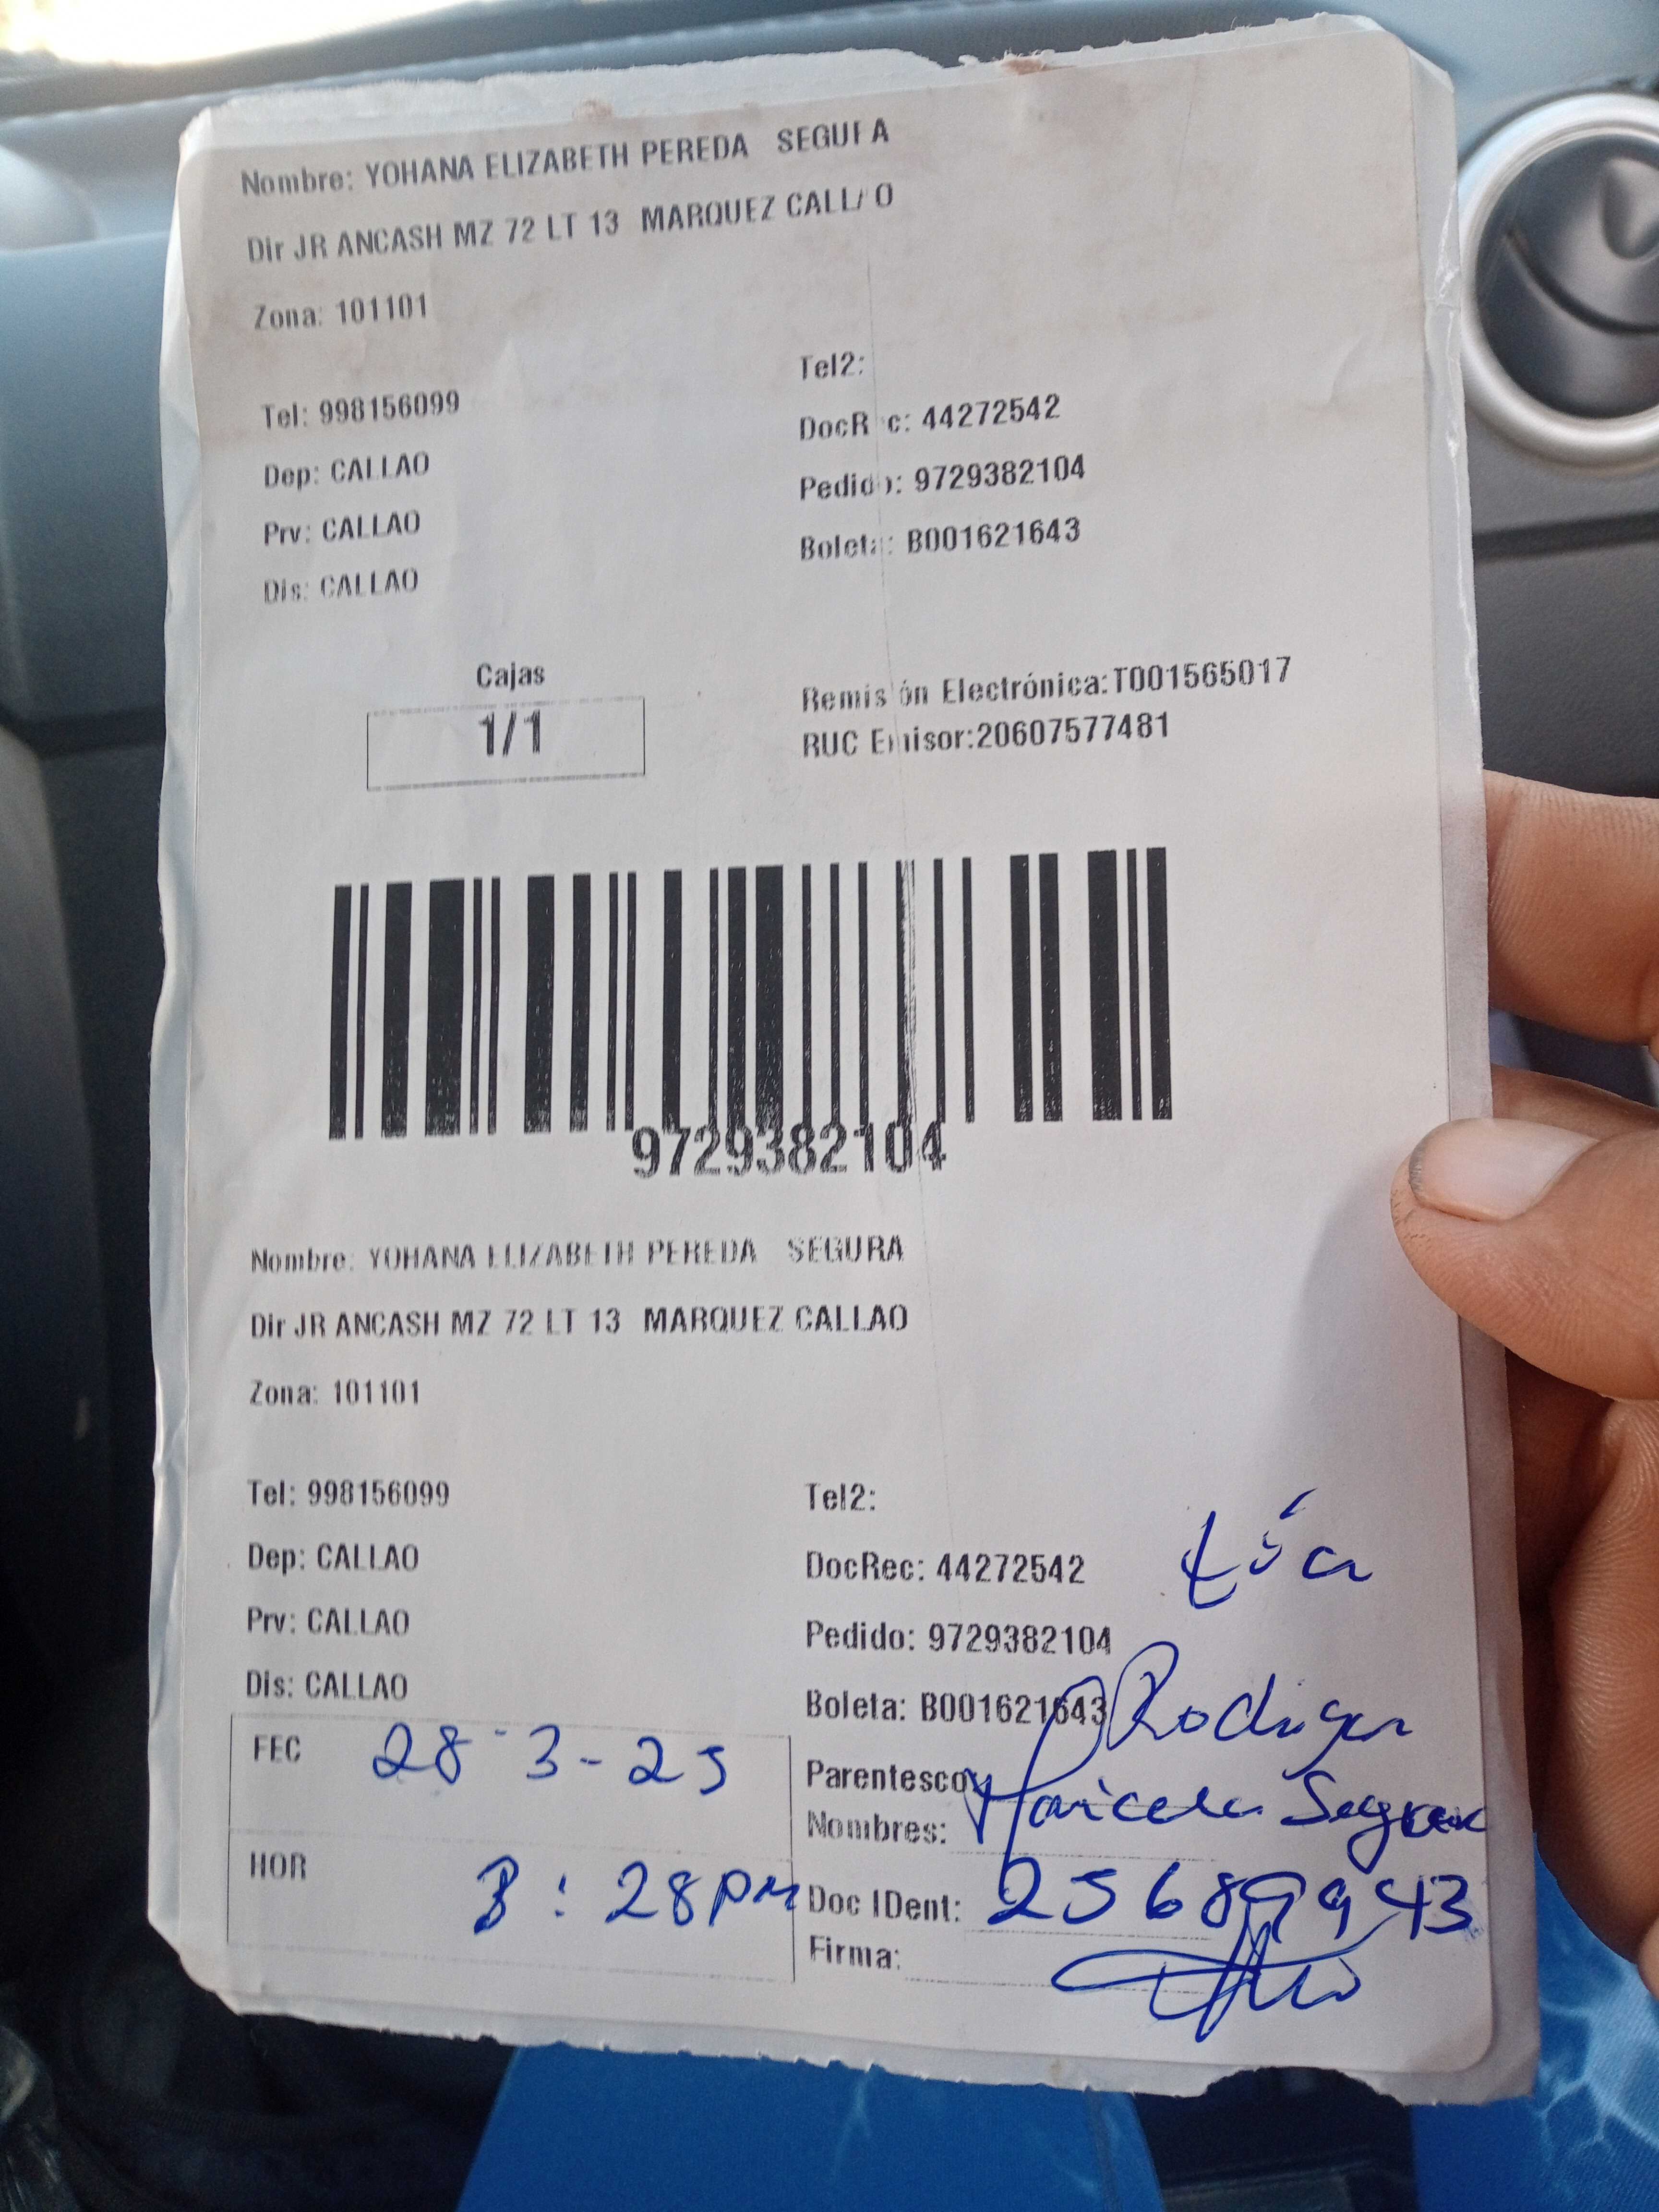 Nombre: YOHANA ELIZABETH PEREDA SEGURA
Dir JR ANCASH MZ 72 LT 13 MARQUEZ CALLAO
Zona: 101101
Tel2:
Tel: 998156099
DocRec: 44272542
Dep: CALLAO
Pedido: 9729382104
Prv: CALLAO
Boleta: B001621643
Dis: CALLAO
Cajas
1/1
Remisión Electrónica:T001565017
RUC Emisor:20607577481
9729382104
Nombre: YOHANA ELIZABETH PEREDA SEGURA
Dir JR ANCASH MZ 72 LT 13 MARQUEZ CALLAO
Zona: 101101
Tel: 998156099
Tel2:
Dep: CALLAO
DocRec: 44272542
tía
Prv: CALLAO
Pedido: 9729382104
Dis: CALLAO
Boleta: B001621643
FEC 28-3-25
Parentesco
Nombres: Maricela Segura
HOR 3:28pm
Doc IDent:
Firma: